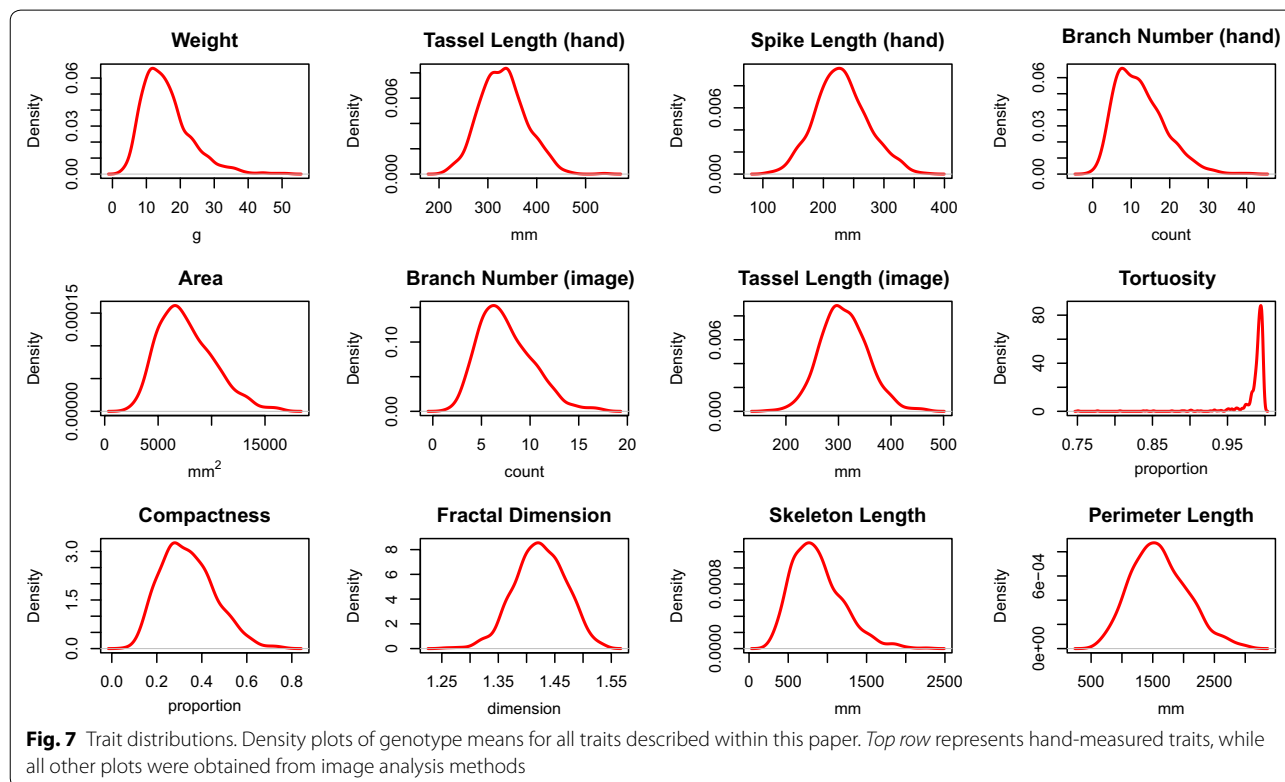 Weight
Tassel Length (hand)
Spike Length (hand)
Branch Number (hand)
Density
0.00 0.03 0.06
0 10 20 30 40 50
g
Density
0.000 0.006
200 300 400 500
mm
Density
0.000 0.006
100 200 300 400
mm
Density
0.00 0.03 0.06
0 10 20 30 40
count
Area
Branch Number (image)
Tassel Length (image)
Tortuosity
Density
0.00000 0.0015
0 5000 15000
mm²
Density
0.00 0.10
0 5 10 15 20
count
Density
0.000 0.006
200 300 400 500
mm
Density
0 40 80
0.75 0.85 0.95
proportion
Compactness
Fractal Dimension
Skeleton Length
Perimeter Length
Density
0.0 1.5 3.0
0.0 0.2 0.4 0.6 0.8
proportion
Density
0 2 4 6 8
1.25 1.35 1.45 1.55
dimension
Density
0.0000 0.0008
0 500 1500 2500
mm
Density
0e+00 6e−04
500 1500 2500
mm
Fig. 7 Trait distributions. Density plots of genotype means for all traits described within this paper. Top row represents hand-measured traits, while
all other plots were obtained from image analysis methods